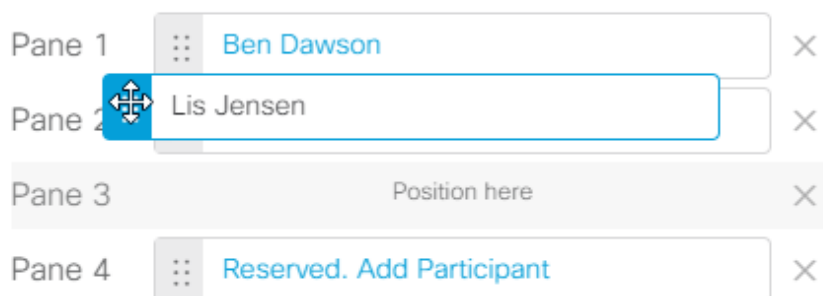 Pane 1 Ben Dawson
Lis Jensen
Pane 2
Pane 3 Position here
Pane 4 Reserved. Add Participant